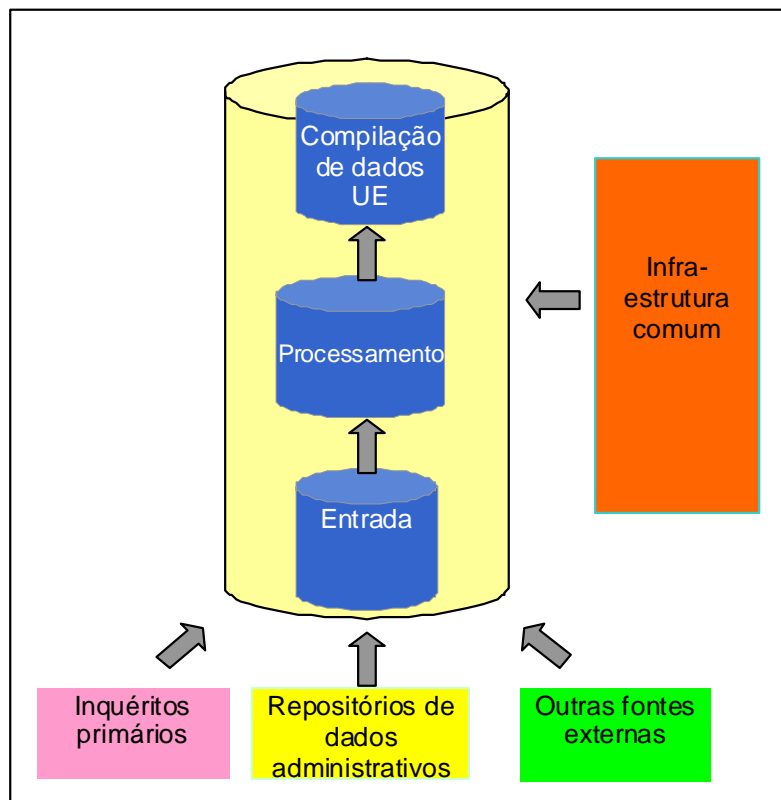 Compilação
de dados
UE
Infra-
estrutura
comum
Processamento
Entrada
Inquéritos
primários
Repositórios de
dados
administrativos
Outras fontes
externas